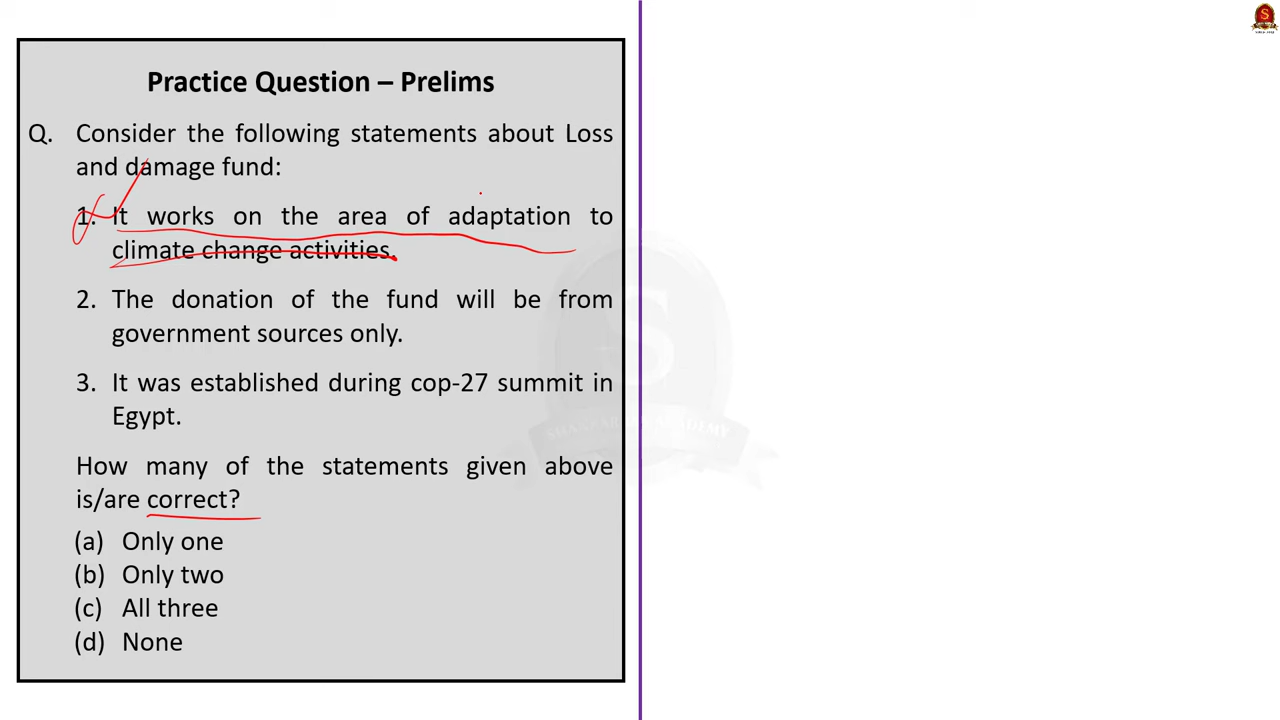 Practice Question – Prelims
Q. Consider the following statements about Loss
and damage fund:
1. It works on the area of adaptation to
climate change activities.
2. The donation of the fund will be from
government sources only.
3. It was established during cop-27 summit in
Egypt.
How many of the statements given above
is/are correct?
(a) Only one
(b) Only two
(c) All three
(d) None
S